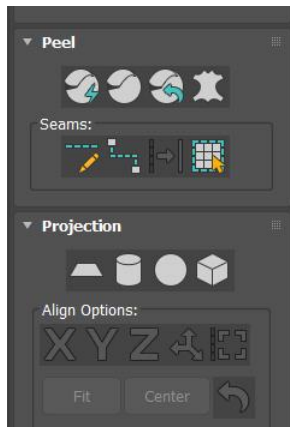 Peel
Seams:
Projection
Align Options:
X Y Z
Fit Center